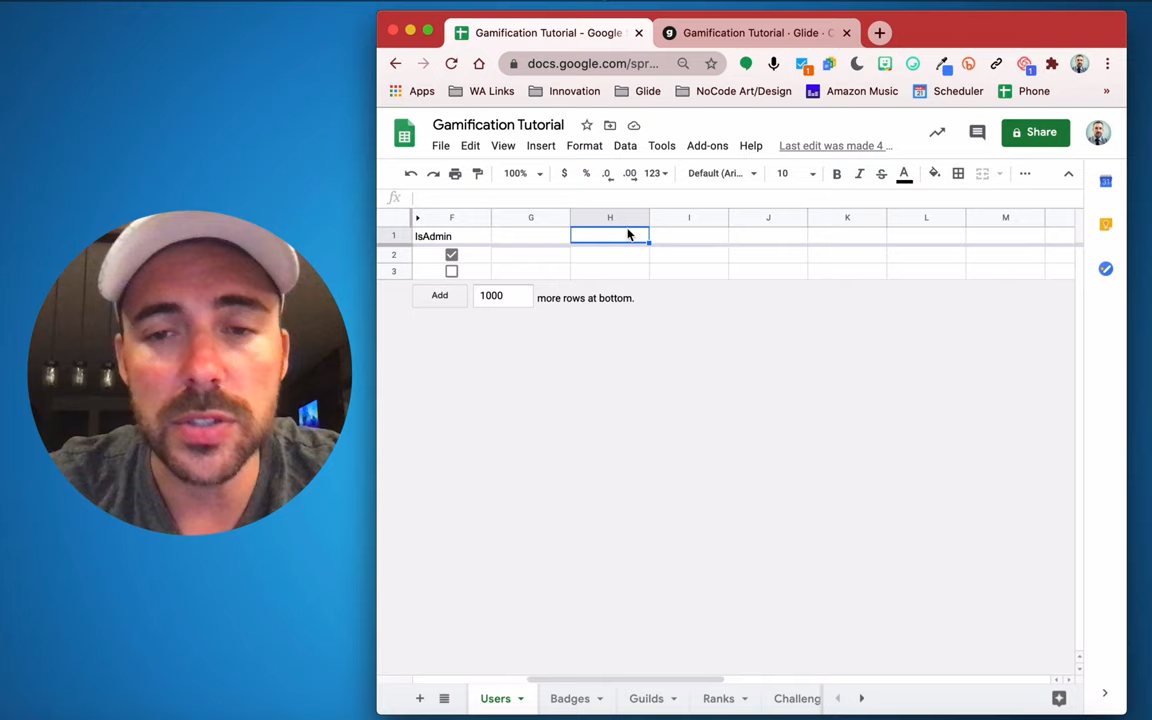 Gamification Tutorial - Google
Gamification Tutorial · Glide · C
docs.google.com/spr...
Apps
WA Links
Innovation
Glide
NoCode Art/Design
Amazon Music
Scheduler
Phone
»
Gamification Tutorial
Share
File Edit View Insert Format Data Tools Add-ons Help Last edit was made 4 ...
100% $ % .0 .00 123 Default (Ari... 10 B I S A
fx
F G H I J K L M
1 IsAdmin
2
3
Add 1000 more rows at bottom.
Users Badges Guilds Ranks Challeng